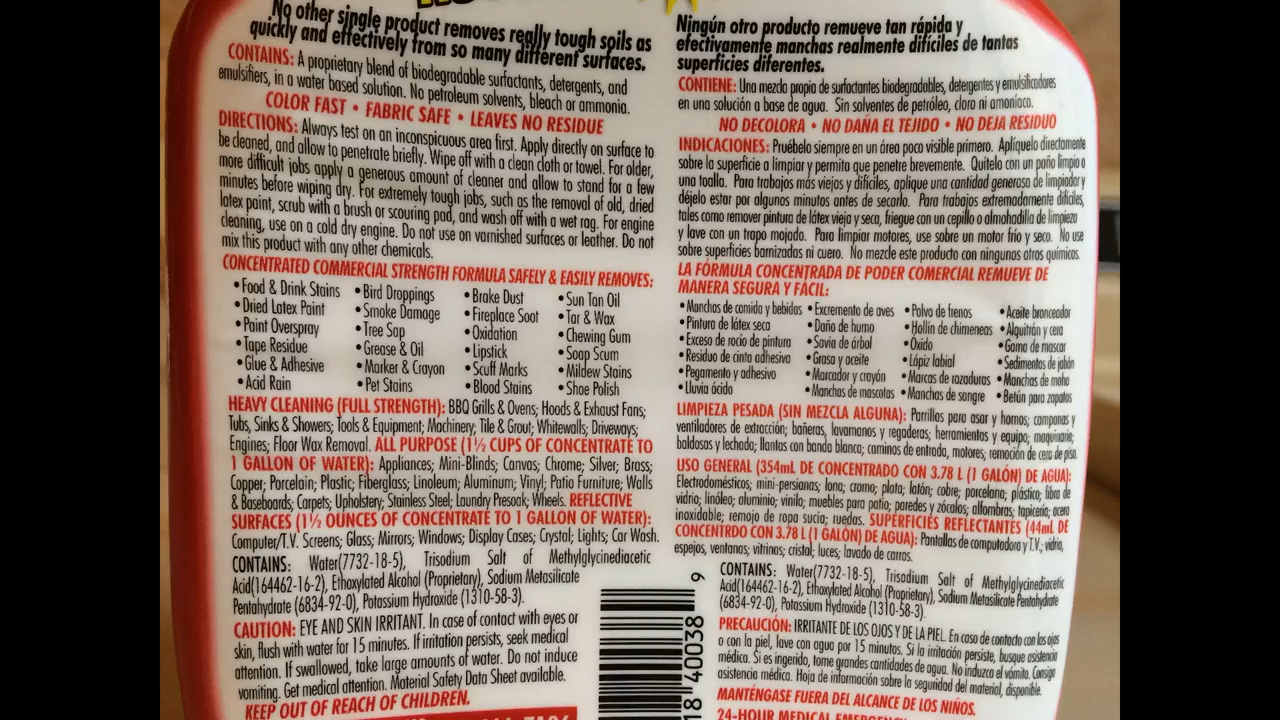 No other single product removes really tough soils as
quickly and effectively from so many different surfaces.
CONTAINS: A proprietary blend of biodegradable surfactants, detergents, and
emulsifiers, in a water based solution. No petroleum solvents, bleach or ammonia.
COLOR FAST • FABRIC SAFE • LEAVES NO RESIDUE
DIRECTIONS: Always test on an inconspicuous area first. Apply directly on surface to
be cleaned, and allow to penetrate briefly. Wipe off with a clean cloth or towel. For older,
more difficult jobs apply a generous amount of cleaner and allow to stand for a few
minutes before wiping dry. For extremely tough jobs, such as the removal of old, dried
latex paint, scrub with a brush or scouring pad, and wash off with a wet rag. For engine
cleaning, use on a cold dry engine. Do not use on varnished surfaces or leather. Do not
mix this product with any other chemicals.
CONCENTRATED COMMERCIAL STRENGTH FORMULA SAFELY & EASILY REMOVES:
• Food & Drink Stains • Bird Droppings • Brake Dust • Sun Tan Oil
• Dried Latex Paint • Smoke Damage • Fireplace Soot • Tar & Wax
• Paint Overspray • Tree Sap • Oxidation • Chewing Gum
• Tape Residue • Grease & Oil • Lipstick • Soap Scum
• Glue & Adhesive • Marker & Crayon • Scuff Marks • Mildew Stains
• Acid Rain • Pet Stains • Blood Stains • Shoe Polish
HEAVY CLEANING (FULL STRENGTH): BBQ Grills & Ovens; Hoods & Exhaust Fans;
Tubs, Sinks & Showers; Tools & Equipment; Machinery; Tile & Grout; Whitewalls; Driveways;
Engines; Floor Wax Removal. ALL PURPOSE (1½ CUPS OF CONCENTRATE TO
1 GALLON OF WATER): Appliances; Mini-Blinds; Canvas; Chrome; Silver; Brass;
Copper; Porcelain; Plastic; Fiberglass; Linoleum; Aluminum; Vinyl; Patio Furniture; Walls
& Baseboards; Carpets; Upholstery; Stainless Steel; Laundry Presoak; Wheels. REFLECTIVE
SURFACES (1½ OUNCES OF CONCENTRATE TO 1 GALLON OF WATER):
Computer/T.V. Screens; Glass; Mirrors; Windows; Display Cases; Crystal; Lights; Car Wash.
CONTAINS: Water(7732-18-5), Trisodium Salt of Methylglycinediacetic
Acid(164462-16-2), Ethoxylated Alcohol (Proprietary), Sodium Metasilicate
Pentahydrate (6834-92-0), Potassium Hydroxide (1310-58-3).
CAUTION: EYE AND SKIN IRRITANT. In case of contact with eyes or
skin, flush with water for 15 minutes. If irritation persists, seek medical
attention. If swallowed, take large amounts of water. Do not induce
vomiting. Get medical attention. Material Safety Data Sheet available.
KEEP OUT OF REACH OF CHILDREN.
18 40038 9
Ningún otro producto remueve tan rápida y
efectivamente manchas realmente difíciles de tantas
superficies diferentes.
CONTIENE: Una mezcla propia de surfactantes biodegradables, detergentes y emulsificadores
en una solución a base de agua. Sin solventes de petróleo, cloro ni amoníaco.
NO DECOLORA • NO DAÑA EL TEJIDO • NO DEJA RESIDUO
INDICACIONES: Pruébelo siempre en un área poco visible primero. Aplíquelo directamente
sobre la superficie a limpiar y permita que penetre brevemente. Quítelo con un paño limpio o
una toalla. Para trabajos más viejos y difíciles, aplique una cantidad generosa de limpiador y
déjelo estar por algunos minutos antes de secarlo. Para trabajos extremadamente difíciles,
tales como remover pintura de látex vieja y seca, friegue con un cepillo o almohadilla de limpieza
y lave con un trapo mojado. Para limpiar motores, use sobre un motor frío y seco. No use
sobre superficies barnizadas ni cuero. No mezcle este producto con ningunos otros químicos.
LA FÓRMULA CONCENTRADA DE PODER COMERCIAL REMUEVE DE
MANERA SEGURA Y FÁCIL:
• Manchas de comida y bebidas • Excremento de aves • Polvo de frenos • Aceite bronceador
• Pintura de látex seca • Daño de humo • Hollín de chimeneas • Alquitrán y cera
• Exceso de rocío de pintura • Savia de árbol • Oxido • Goma de mascar
• Residuo de cinta adhesiva • Grasa y aceite • Lápiz labial • Sedimentos de jabón
• Pegamento y adhesivo • Marcador y crayón • Marcas de rozaduras • Manchas de moho
• Lluvia ácida • Manchas de mascotas • Manchas de sangre • Betún para zapatos
LIMPIEZA PESADA (SIN MEZCLA ALGUNA): Parrillas para asar y hornos; campanas y
ventiladores de extracción; bañeras, lavamanos y regaderas; herramientas y equipo; maquinaria;
baldosas y lechada; llantas con banda blanca; caminos de entrada, motores; remoción de cera de piso.
USO GENERAL (354mL DE CONCENTRADO CON 3.78 L (1 GALÓN) DE AGUA):
Electrodomésticos; mini-persianas; lona; cromo; plata; latón; cobre; porcelana; plástico; fibra de
vidrio; linóleo; aluminio; vinilo; muebles para patio; paredes y zócalos; alfombras; tapicería; acero
inoxidable; remojo de ropa sucia; ruedas. SUPERFICIES REFLECTANTES (44mL DE
CONCENTRDO CON 3.78 L (1 GALÓN) DE AGUA): Pantallas de computadora y T.V.; vidrio,
espejos, ventanas; vitrinas; cristal; luces; lavado de carros.
CONTAINS: Water(7732-18-5), Trisodium Salt of Methylglycinediacetic
Acid(164462-16-2), Ethoxylated Alcohol (Proprietary), Sodium Metasilicate Pentahydrate
(6834-92-0), Potassium Hydroxide (1310-58-3).
PRECAUCIÓN: IRRITANTE DE LOS OJOS Y DE LA PIEL. En caso de contacto con los ojos
o con la piel, lave con agua por 15 minutos. Si la irritación persiste, busque asistencia
médica. Si es ingerido, tome grandes cantidades de agua. No induzca el vómito. Consiga
asistencia médica. Hoja de información sobre la seguridad del material, disponible.
MANTÉNGASE FUERA DEL ALCANCE DE LOS NIÑOS.
24-HOUR MEDICAL